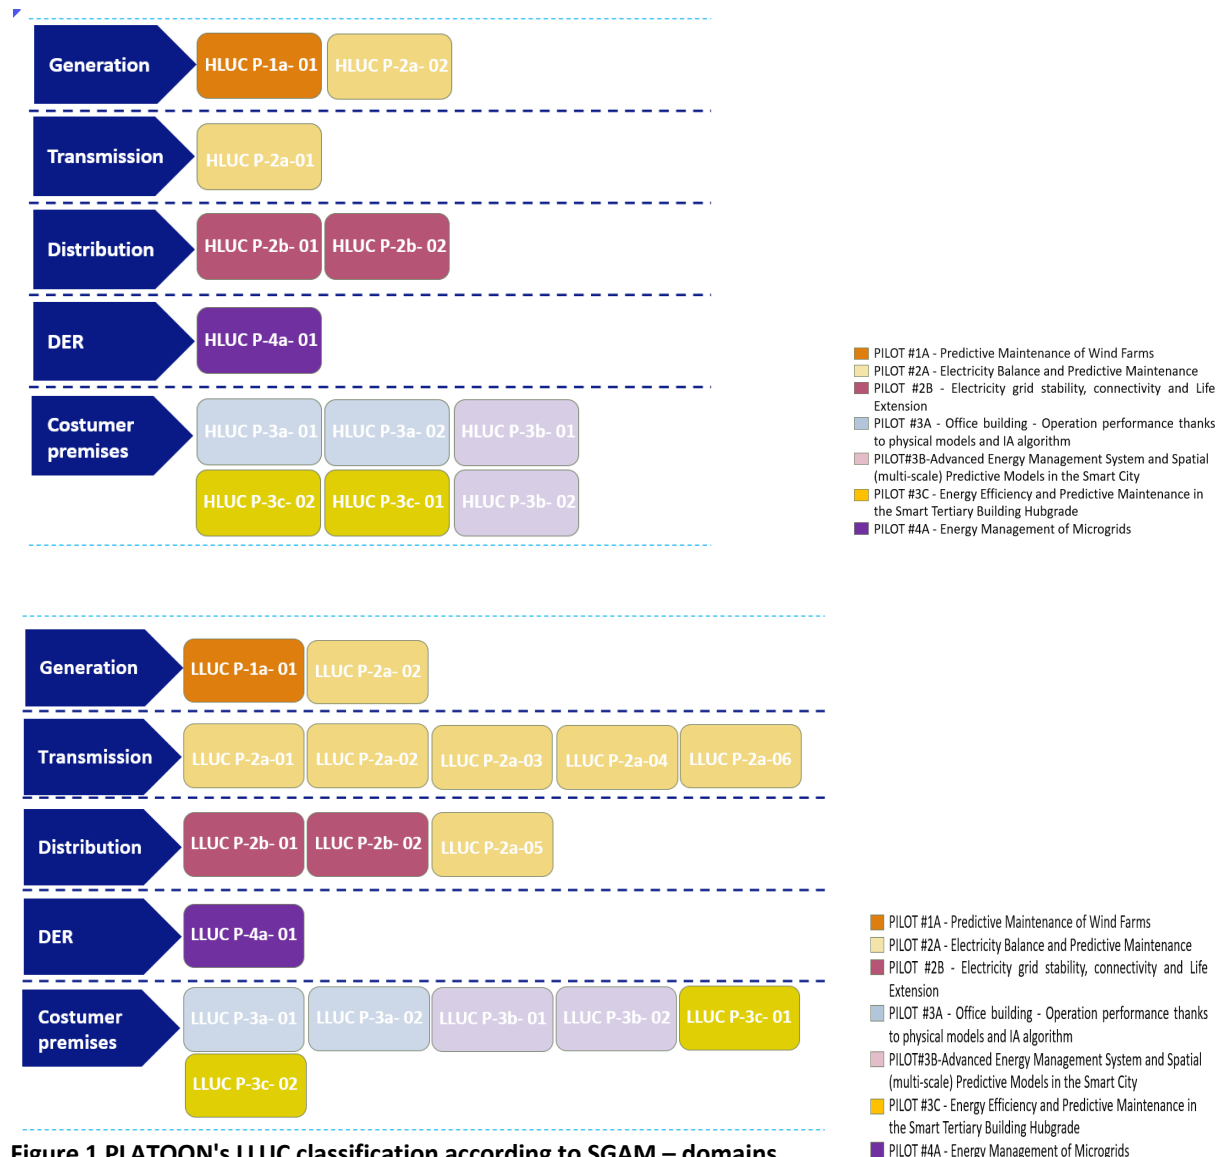 Generation
HLUC P-1a- 01
HLUC P-2a- 02
Transmission
HLUC P-2a-01
Distribution
HLUC P-2b- 01
HLUC P-2b- 02
DER
HLUC P-4a- 01
Costumer
premises
HLUC P-3a- 01
HLUC P-3a- 02
HLUC P-3b- 01
HLUC P-3c- 02
HLUC P-3c- 01
HLUC P-3b- 02
PILOT #1A - Predictive Maintenance of Wind Farms
PILOT #2A - Electricity Balance and Predictive Maintenance
PILOT #2B - Electricity grid stability, connectivity and Life
Extension
PILOT #3A - Office building - Operation performance thanks
to physical models and IA algorithm
PILOT#3B-Advanced Energy Management System and Spatial
(multi-scale) Predictive Models in the Smart City
PILOT #3C - Energy Efficiency and Predictive Maintenance in
the Smart Tertiary Building Hubgrade
PILOT #4A - Energy Management of Microgrids
Generation
LLUC P-1a- 01
LLUC P-2a- 02
Transmission
LLUC P-2a-01
LLUC P-2a-02
LLUC P-2a-03
LLUC P-2a-04
LLUC P-2a-06
Distribution
LLUC P-2b- 01
LLUC P-2b- 02
LLUC P-2a-05
DER
LLUC P-4a- 01
Costumer
premises
LLUC P-3a- 01
LLUC P-3a- 02
LLUC P-3b- 01
LLUC P-3b- 02
LLUC P-3c- 01
LLUC P-3c- 02
PILOT #1A - Predictive Maintenance of Wind Farms
PILOT #2A - Electricity Balance and Predictive Maintenance
PILOT #2B - Electricity grid stability, connectivity and Life
Extension
PILOT #3A - Office building - Operation performance thanks
to physical models and IA algorithm
PILOT#3B-Advanced Energy Management System and Spatial
(multi-scale) Predictive Models in the Smart City
PILOT #3C - Energy Efficiency and Predictive Maintenance in
the Smart Tertiary Building Hubgrade
PILOT #4A - Energy Management of Microgrids
Figure 1 PLATOON's LLUC classification according to SGAM – domains